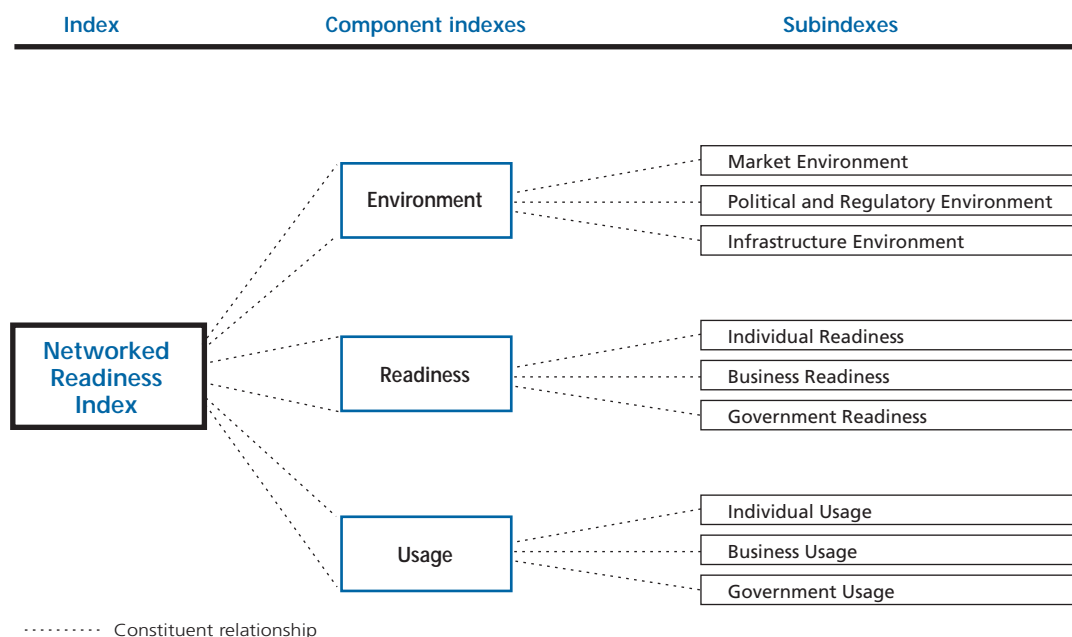 Index Component indexes Subindexes
Market Environment
Environment
Political and Regulatory Environment
Infrastructure Environment
Networked
Readiness
Index
Individual Readiness
Readiness
Business Readiness
Government Readiness
Individual Usage
Usage
Business Usage
Government Usage
Constituent relationship